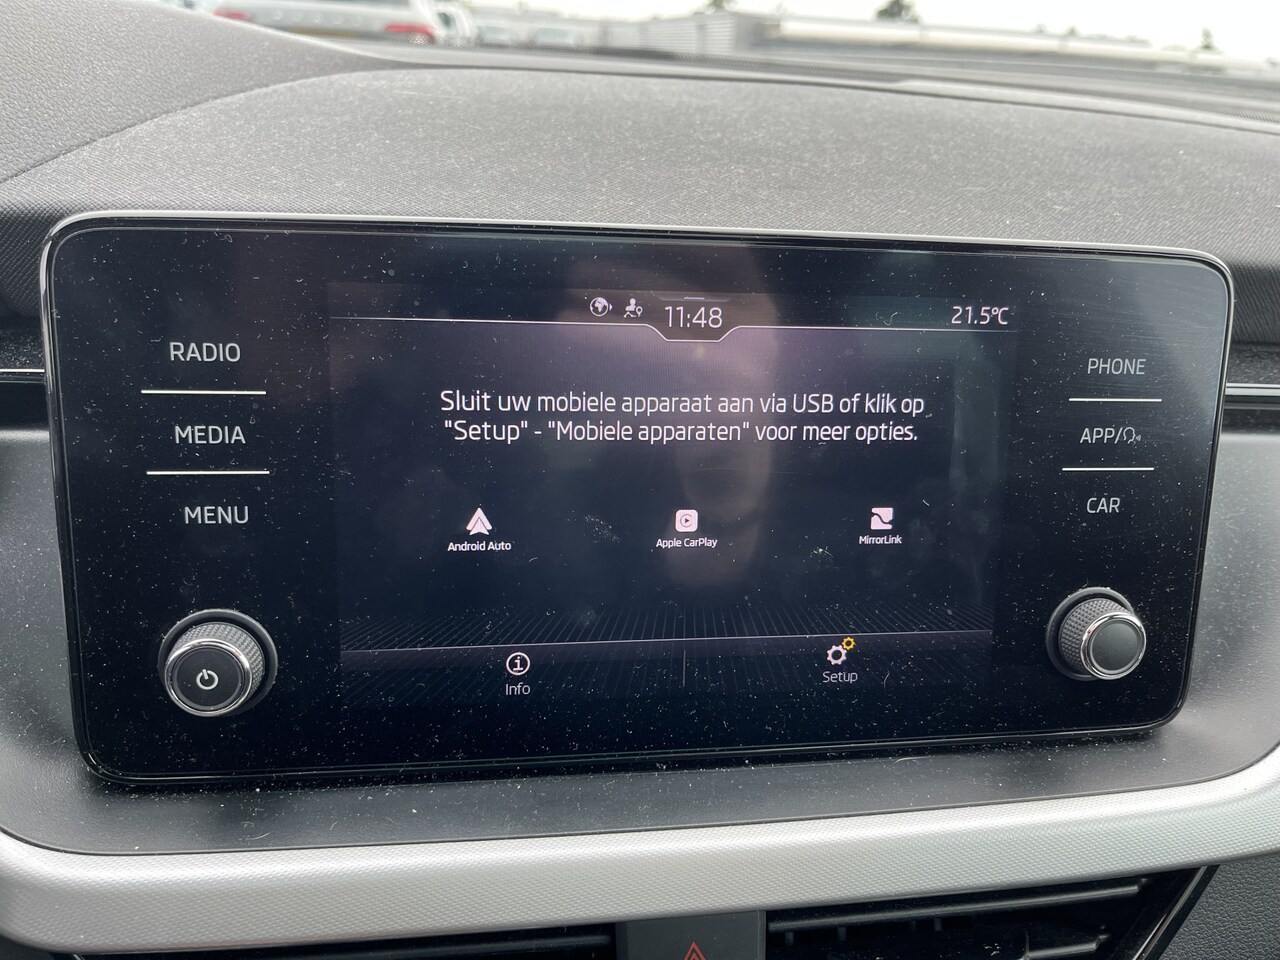 11:48
21.5°C
RADIO
MEDIA
MENU
Sluit uw mobiele apparaat aan via USB of klik op
"Setup" - "Mobiele apparaten" voor meer opties.
Android Auto
Apple CarPlay
MirrorLink
Info
Setup
PHONE
APP/
CAR